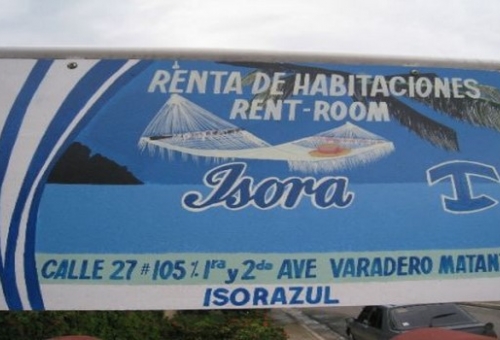 RENTA DE HABITACIONES
RENT-ROOM
Isora
CALLE 27 #105 % 1ra y 2da AVE VARADERO MATAN
ISORAZUL